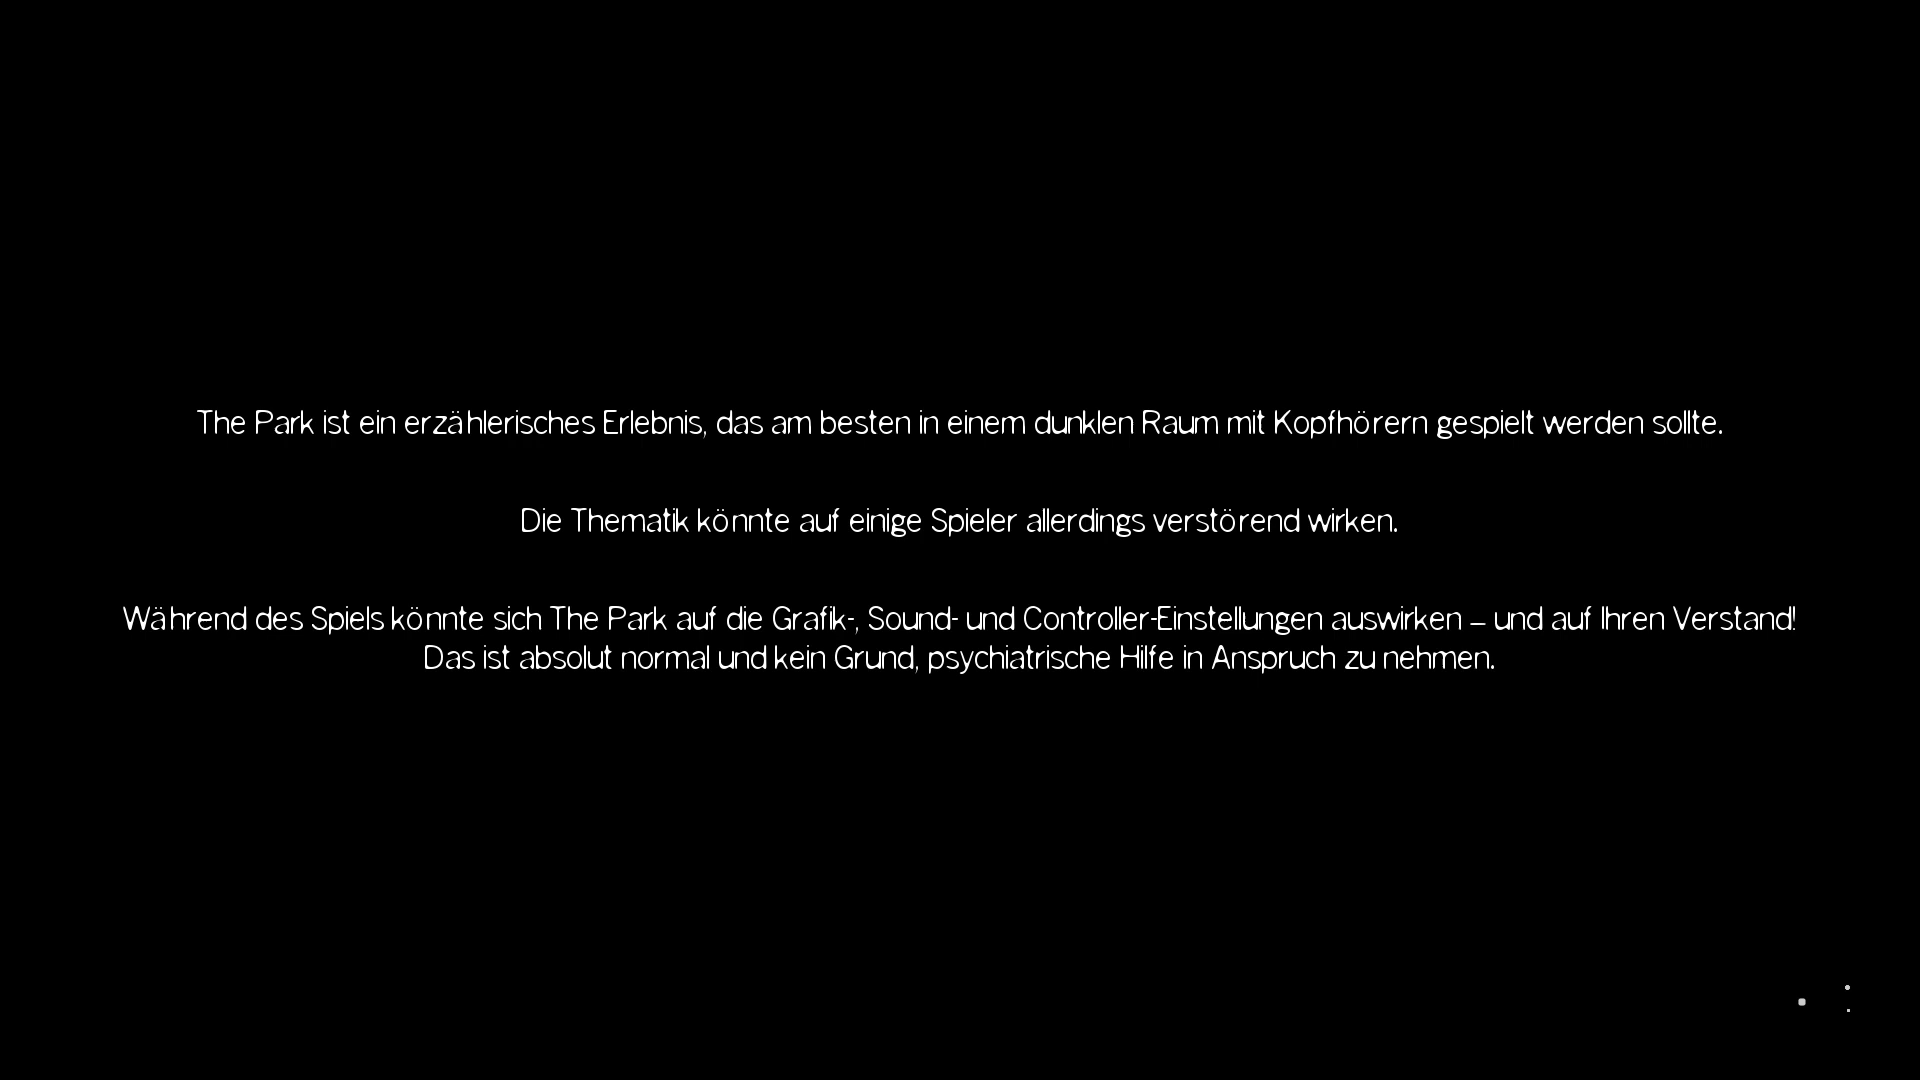 The Park ist ein erzählerisches Erlebnis, das am besten in einem dunklen Raum mit Kopfhörern gespielt werden sollte.
Die Thematik könnte auf einige Spieler allerdings verstörend wirken.
Während des Spiels könnte sich The Park auf die Grafik-, Sound- und Controller-Einstellungen auswirken – und auf Ihren Verstand!
Das ist absolut normal und kein Grund, psychiatrische Hilfe in Anspruch zu nehmen.